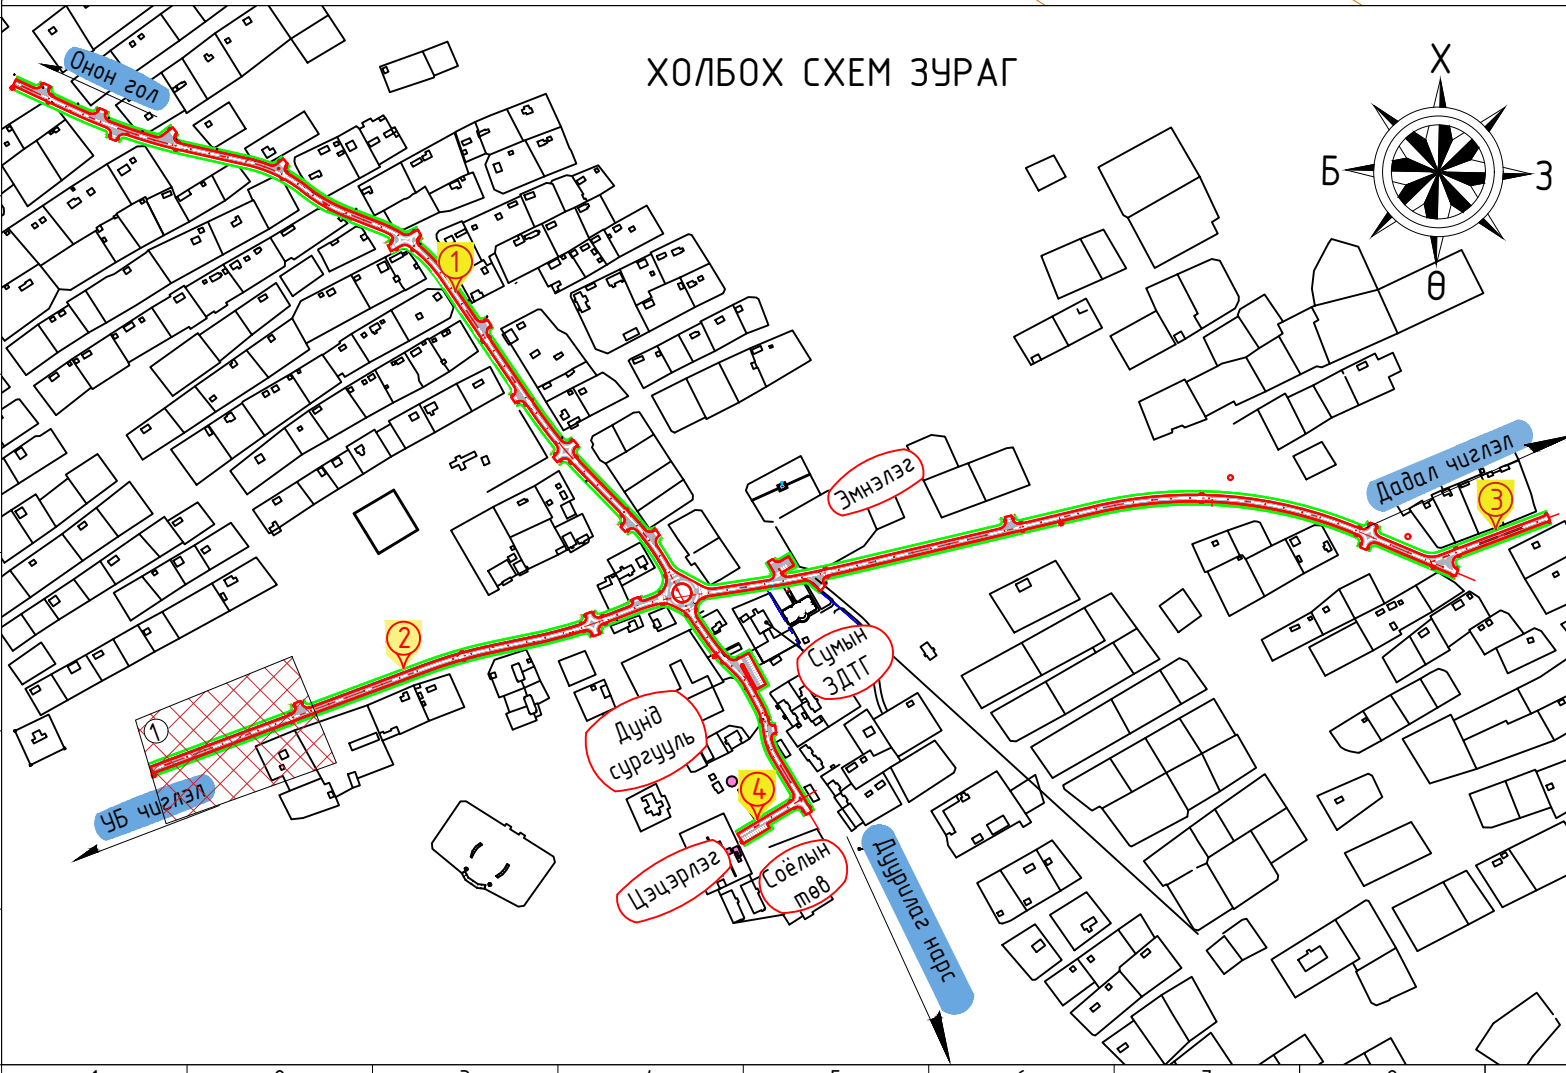 ХОЛБОХ СХЕМ ЗУРАГ
Онон гол
Х
Б
З
Ө
1
Эмнэлэг
Дадал чиглэл
3
2
Сумын
ЗДТГ
Дунд
сургууль
1
УБ чиглэл
4
Цэцэрлэг
Соёлын
төв
Дуурлиг нарс